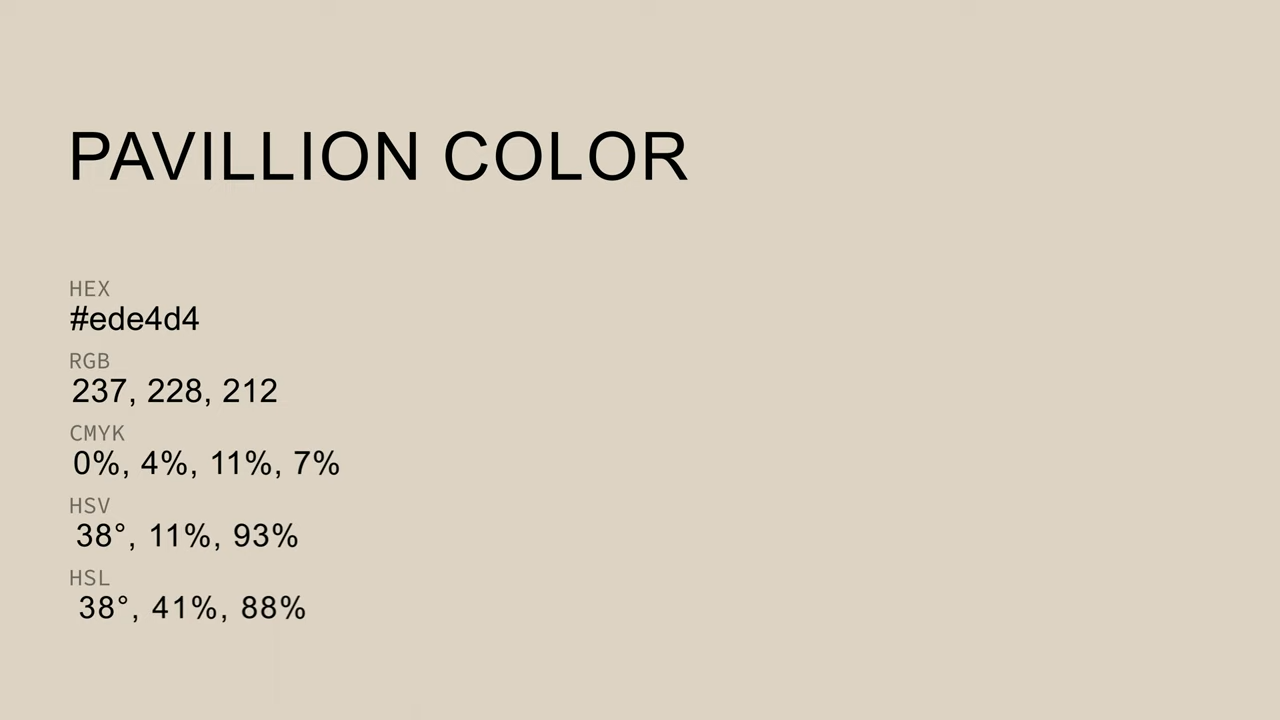 PAVILLION COLOR
HEX
#ede4d4
RGB
237, 228, 212
CMYK
0%, 4%, 11%, 7%
HSV
38°, 11%, 93%
HSL
38°, 41%, 88%